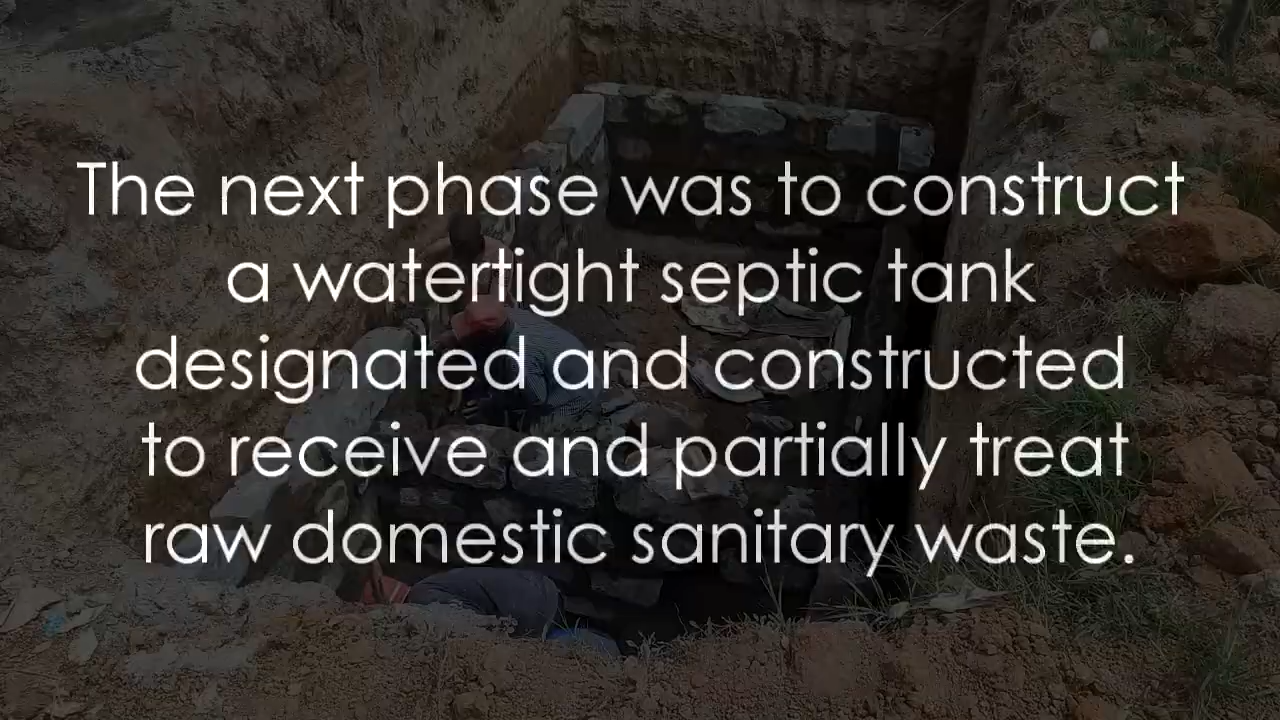 The next phase was to construct
a watertight septic tank
designated and constructed
to receive and partially treat
raw domestic sanitary waste.